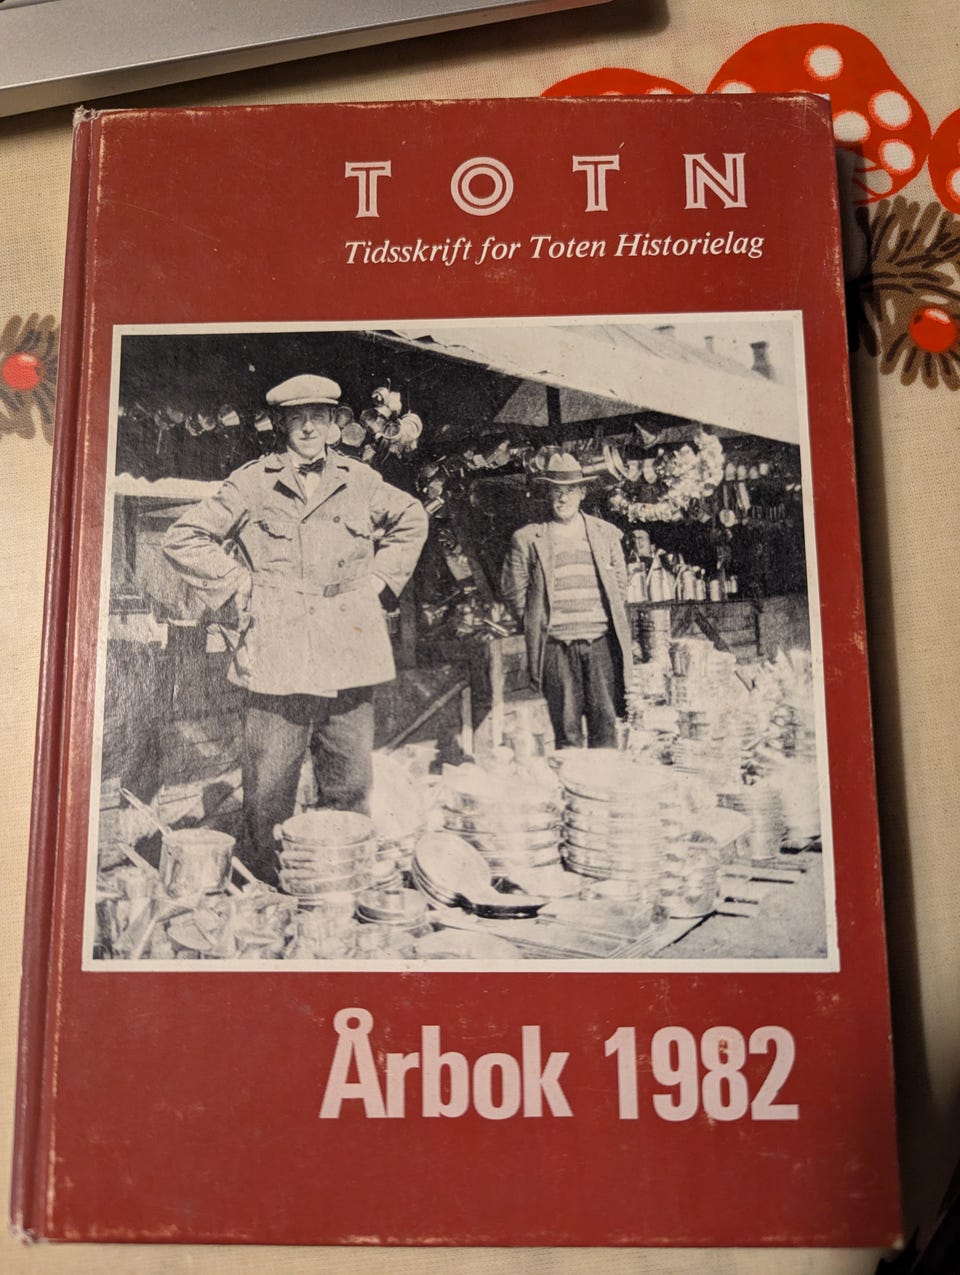 TOTN
Tidsskrift for Toten Historielag
Årbok 1982